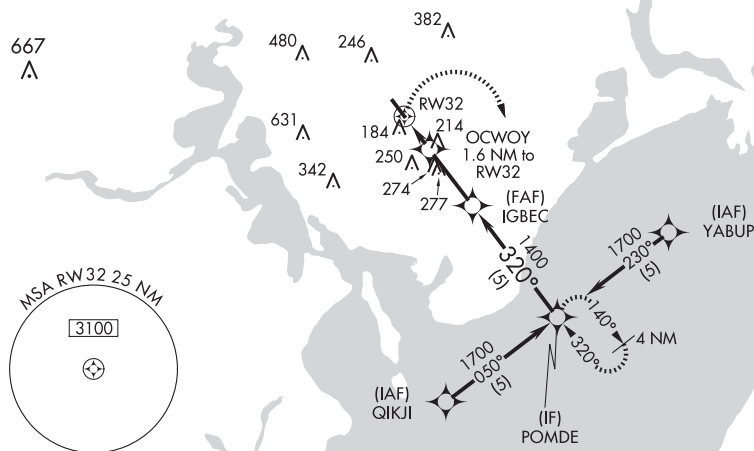 667
480
246
382
RW32
631
184
214
OCWOY
1.6 NM to
RW32
250
342
274
277
(FAF)
IGBEC
(IAF)
YABUP
1400
320°
(5)
1700
230°
(5)
MSA RW32 25 NM
3100
140°
320°
4 NM
1700
050°
(5)
(IAF)
QIKJI
(IF)
POMDE